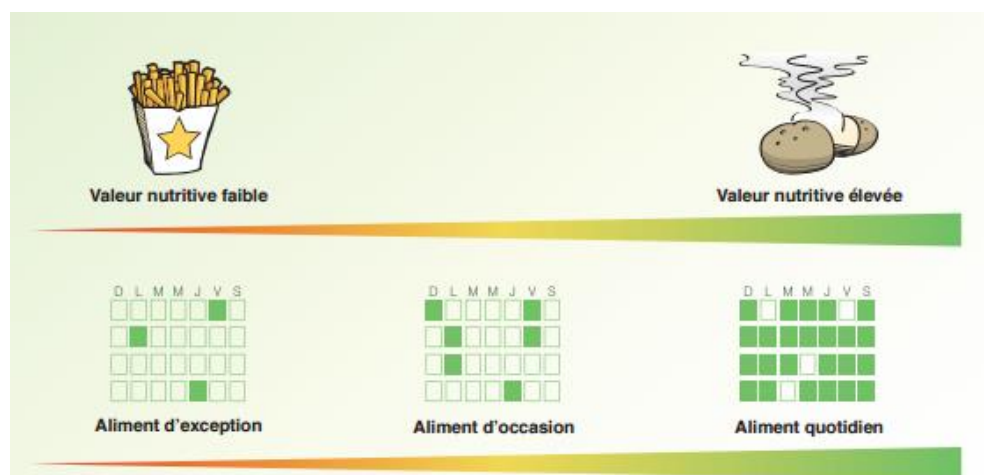 Valeur nutritive faible
Valeur nutritive élevée
D L M M J V S
D L M M J V S
D L M M J V S
Aliment d'exception
Aliment d'occasion
Aliment quotidien